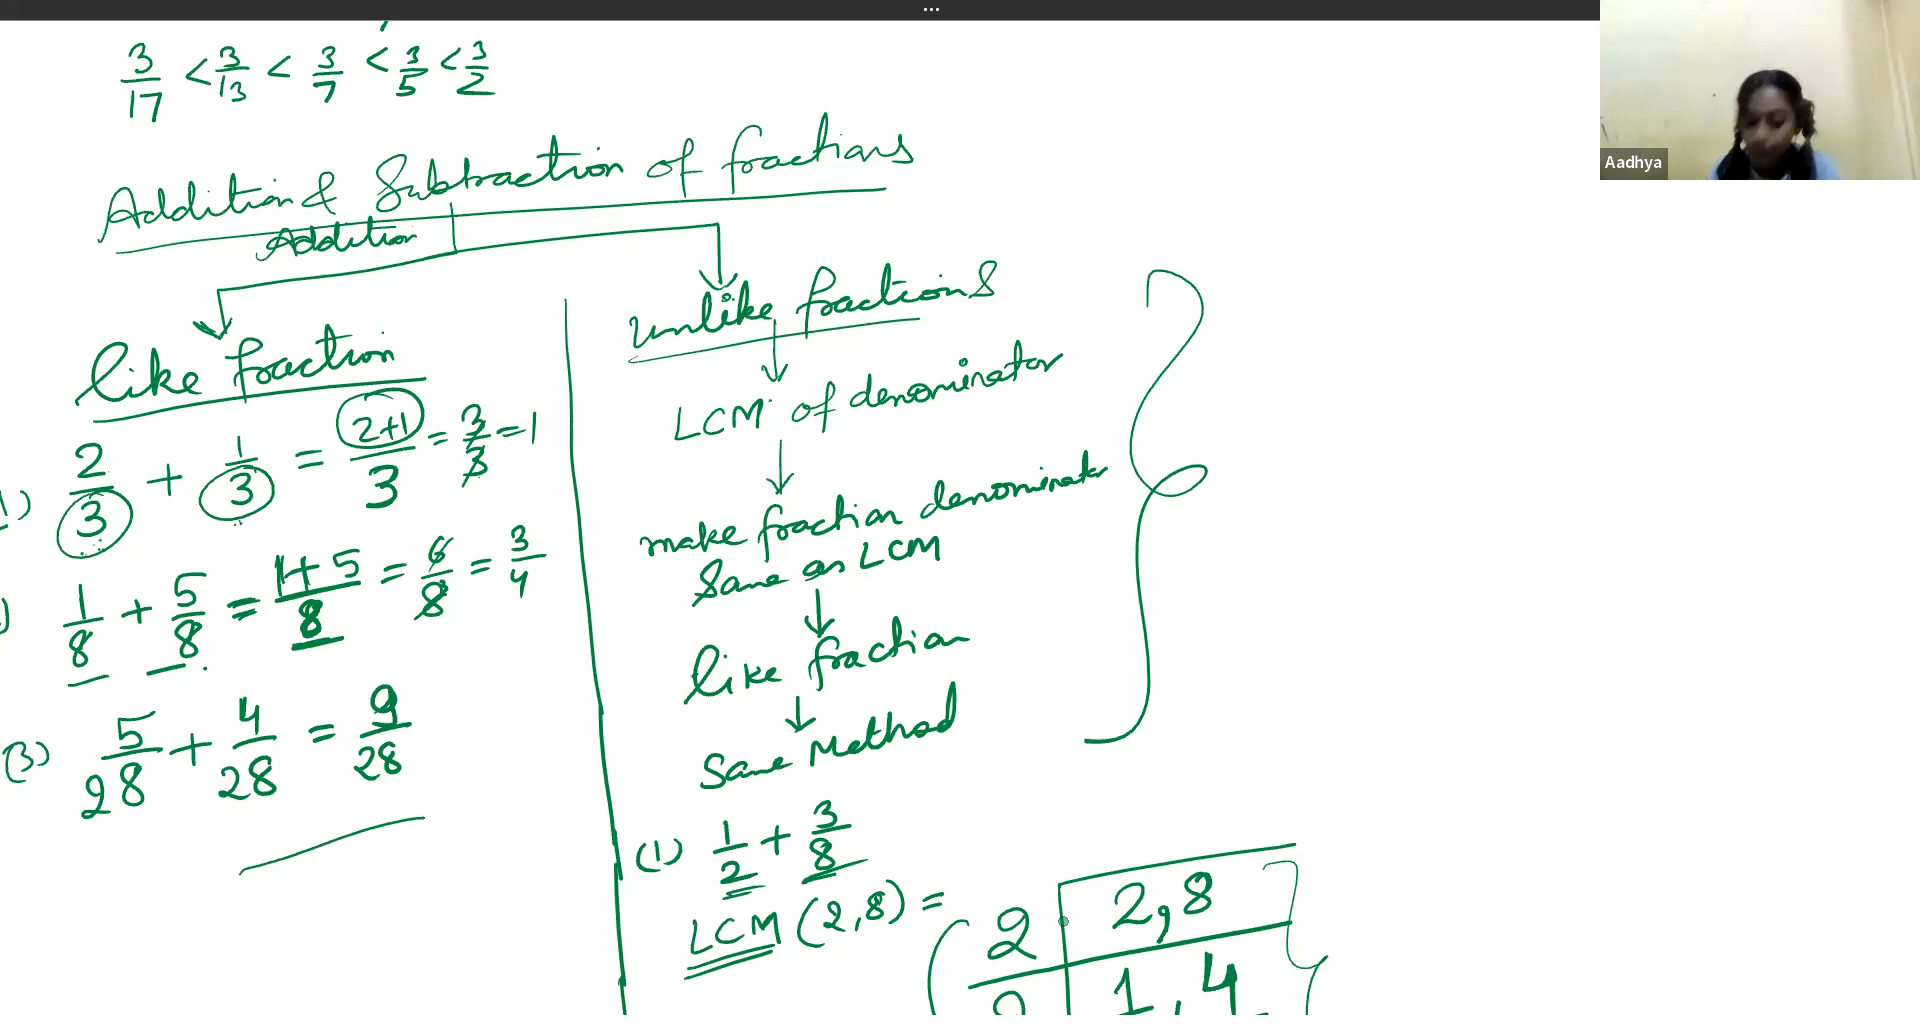 3/17 < 3/13 < 3/7 < 3/5 < 3/2
Addition & Subtraction of fractions
Addition
like fraction
1) 2/3 + 1/3 = 2+1/3 = 3/3 = 1
) 1/8 + 5/8 = 1+5/8 = 6/8 = 3/4
(3) 5/28 + 4/28 = 9/28
unlike fractions
LCM of denominator
make fraction denominator
same as LCM
like fraction
same Method
(1) 1/2 + 3/8
LCM (2,8) =
2 2,8
2 1,4
Aadhya